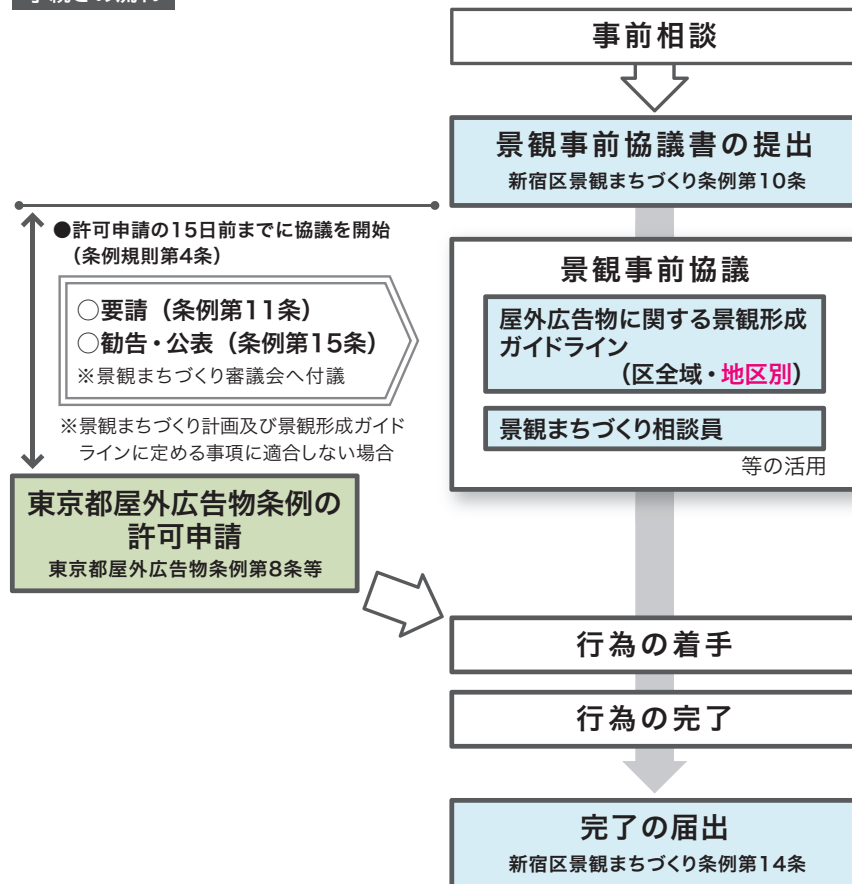 手続きの流れ
事前相談
景観事前協議書の提出
新宿区景観まちづくり条例第10条
●許可申請の15日前までに協議を開始
（条例規則第4条）
○要請（条例第11条）
○勧告・公表（条例第15条）
※景観まちづくり審議会へ付議
※景観まちづくり計画及び景観形成ガイド
ラインに定める事項に適合しない場合
景観事前協議
屋外広告物に関する景観形成
ガイドライン
（区全域・地区別）
景観まちづくり相談員
等の活用
東京都屋外広告物条例の
許可申請
東京都屋外広告物条例第8条等
行為の着手
行為の完了
完了の届出
新宿区景観まちづくり条例第14条